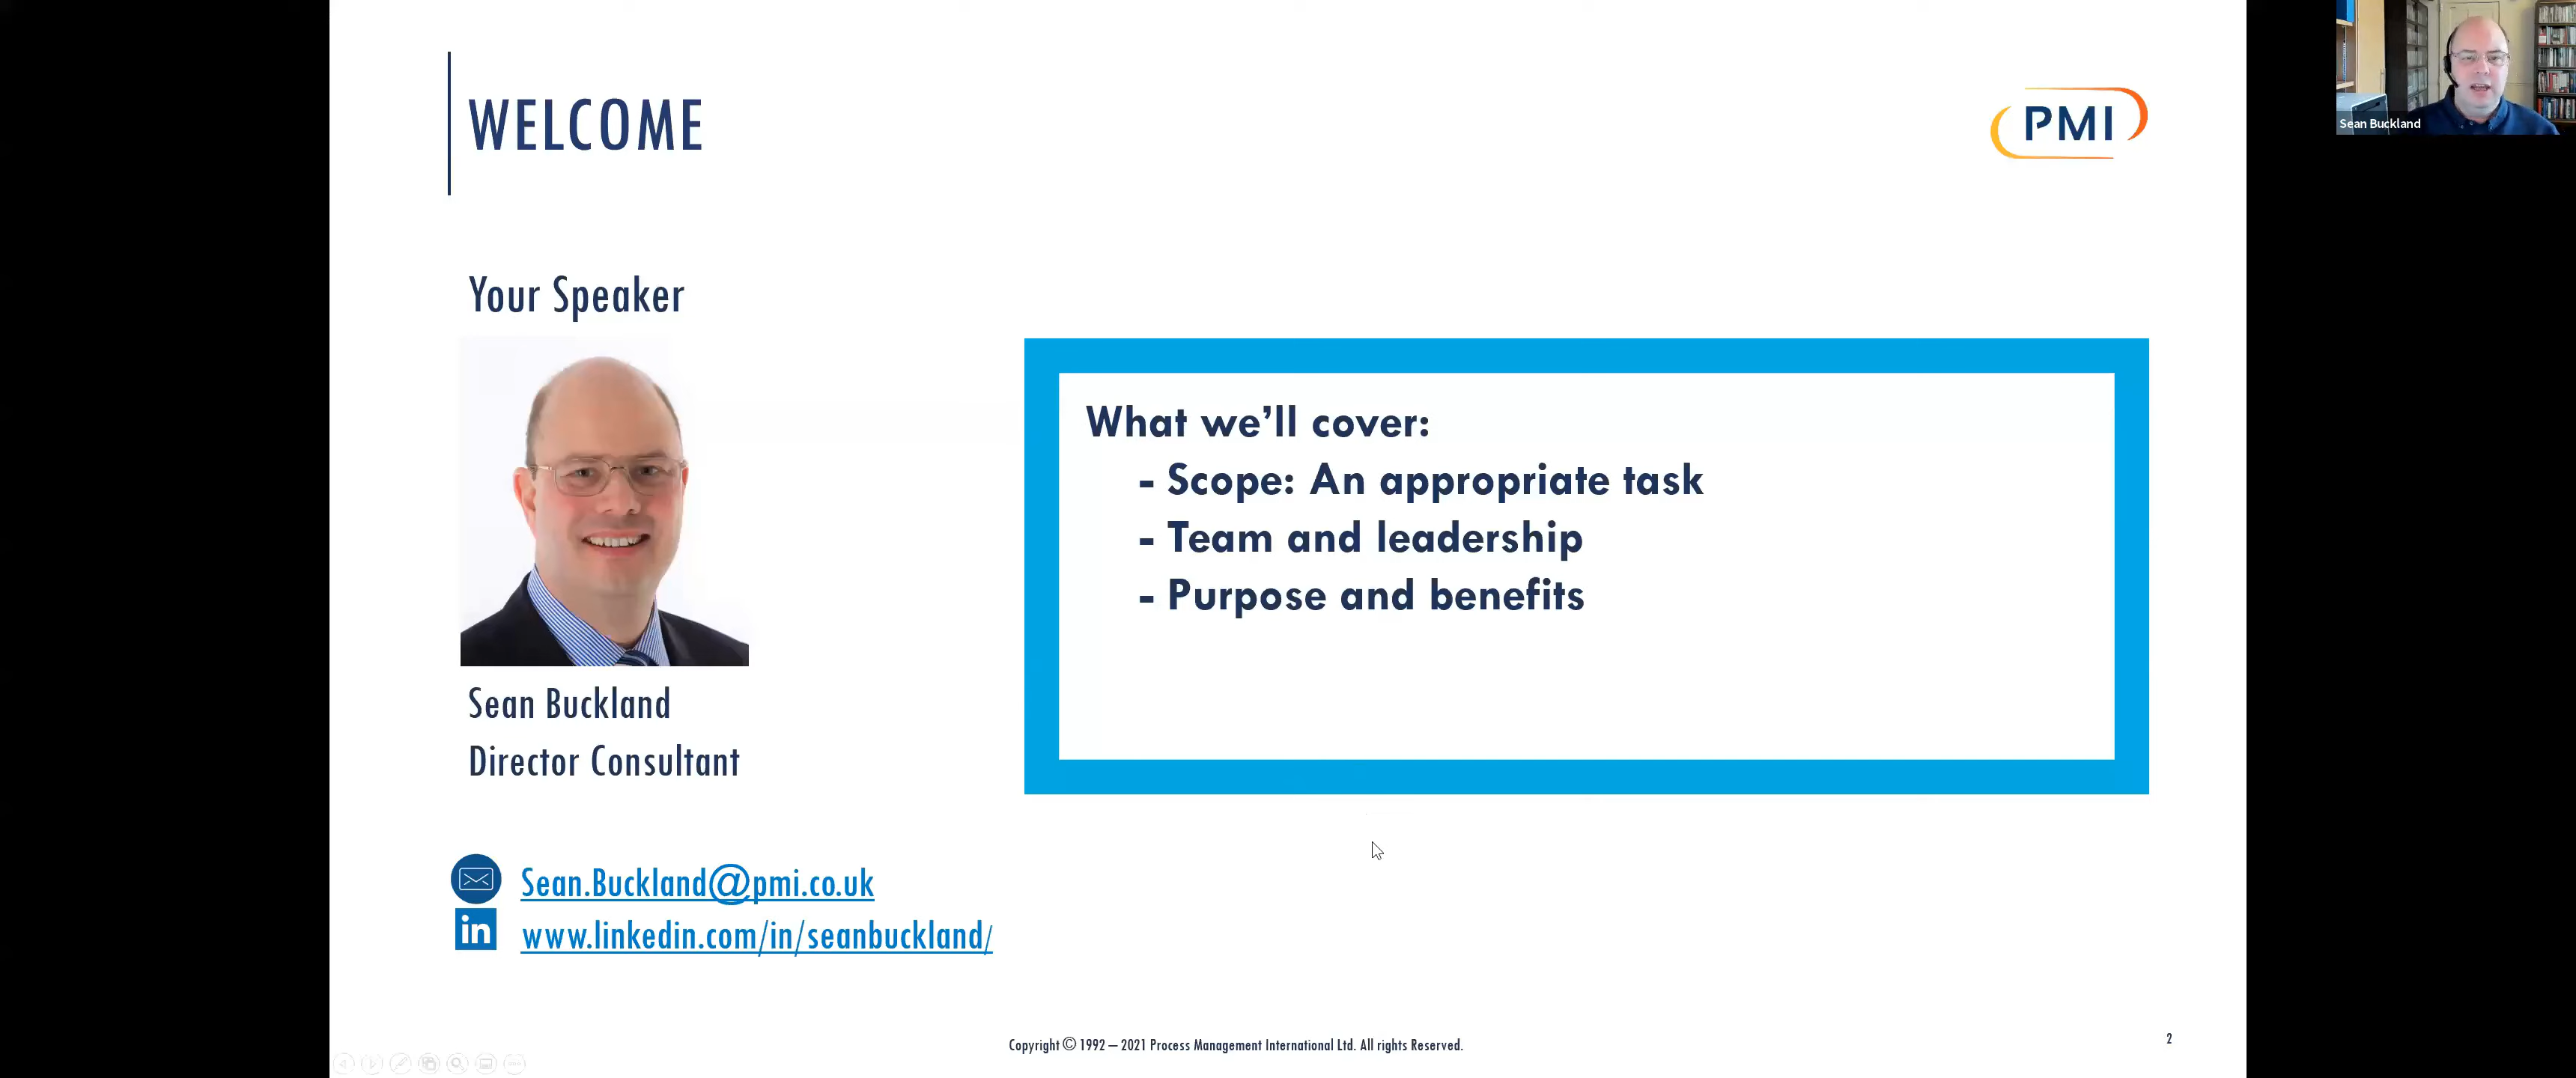 WELCOME
PMI
Sean Buckland
Your Speaker
What we'll cover:
- Scope: An appropriate task
- Team and leadership
- Purpose and benefits
Sean Buckland
Director Consultant
Sean.Buckland@pmi.co.uk
in
www.linkedin.com/in/seanbuckland/
Copyright © 1992 – 2021 Process Management International Ltd. All rights Reserved.
2